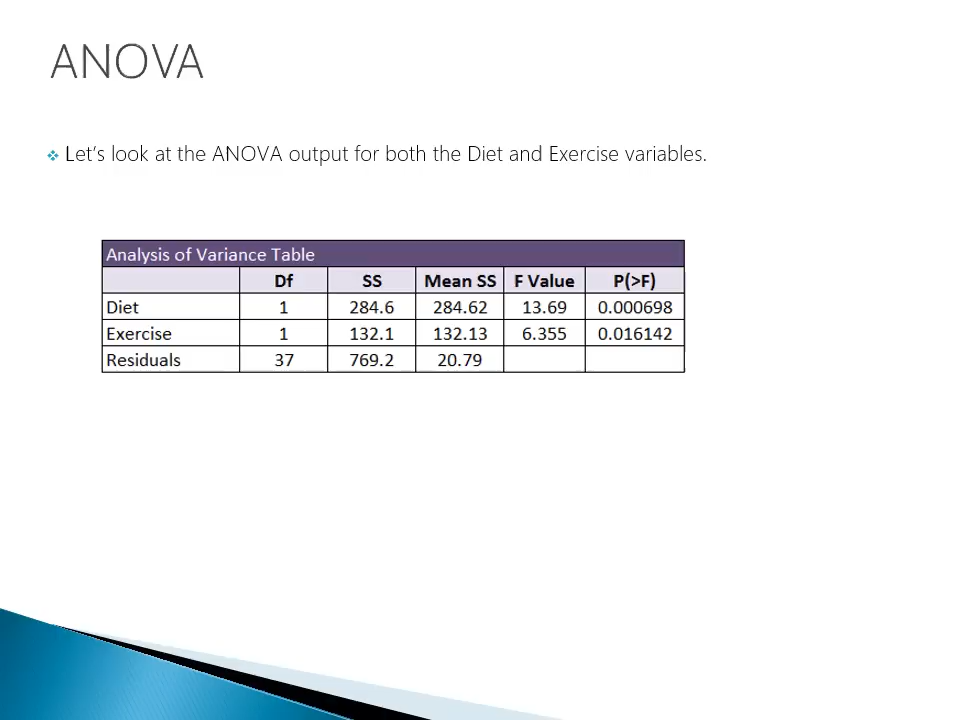 ANOVA
Let's look at the ANOVA output for both the Diet and Exercise variables.
Analysis of Variance Table
Df SS Mean SS F Value P(>F)
Diet 1 284.6 284.62 13.69 0.000698
Exercise 1 132.1 132.13 6.355 0.016142
Residuals 37 769.2 20.79